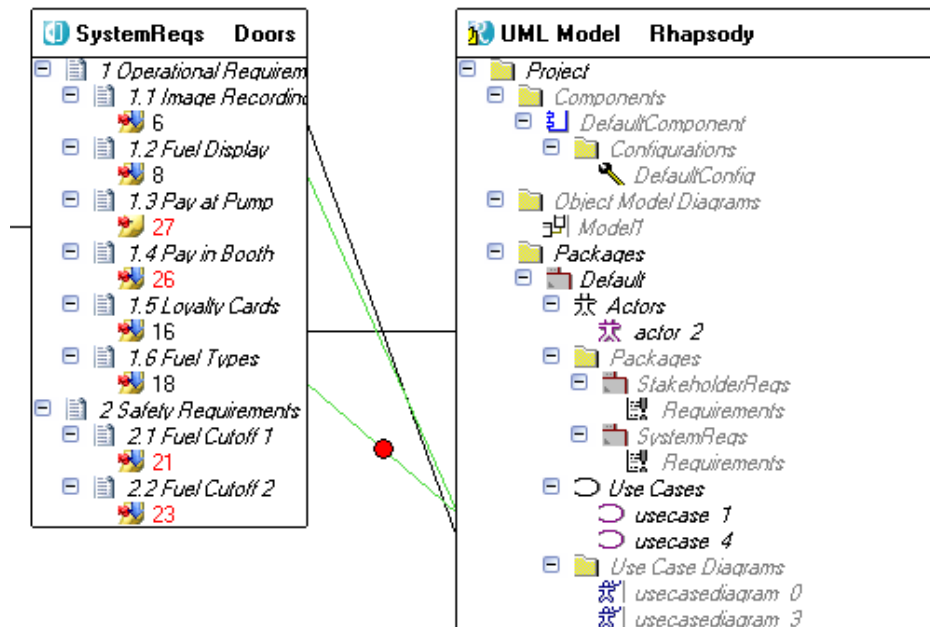 SystemReqs Doors
1 Operational Requirem
1.1 Image Recording
6
1.2 Fuel Display
8
1.3 Pay at Pump
27
1.4 Pay in Booth
26
1.5 Loyalty Cards
16
1.6 Fuel Types
18
2 Safety Requirements
2.1 Fuel Cutoff 1
21
2.2 Fuel Cutoff 2
23
UML Model Rhapsody
Project
Components
DefaultComponent
Configurations
DefaultConfig
Object Model Diagrams
Model1
Packages
Default
Actors
actor_2
Packages
StakeholderReqs
Requirements
SystemReqs
Requirements
Use Cases
usecase_1
usecase_4
Use Case Diagrams
usecasediagram_0
usecasediagram_3